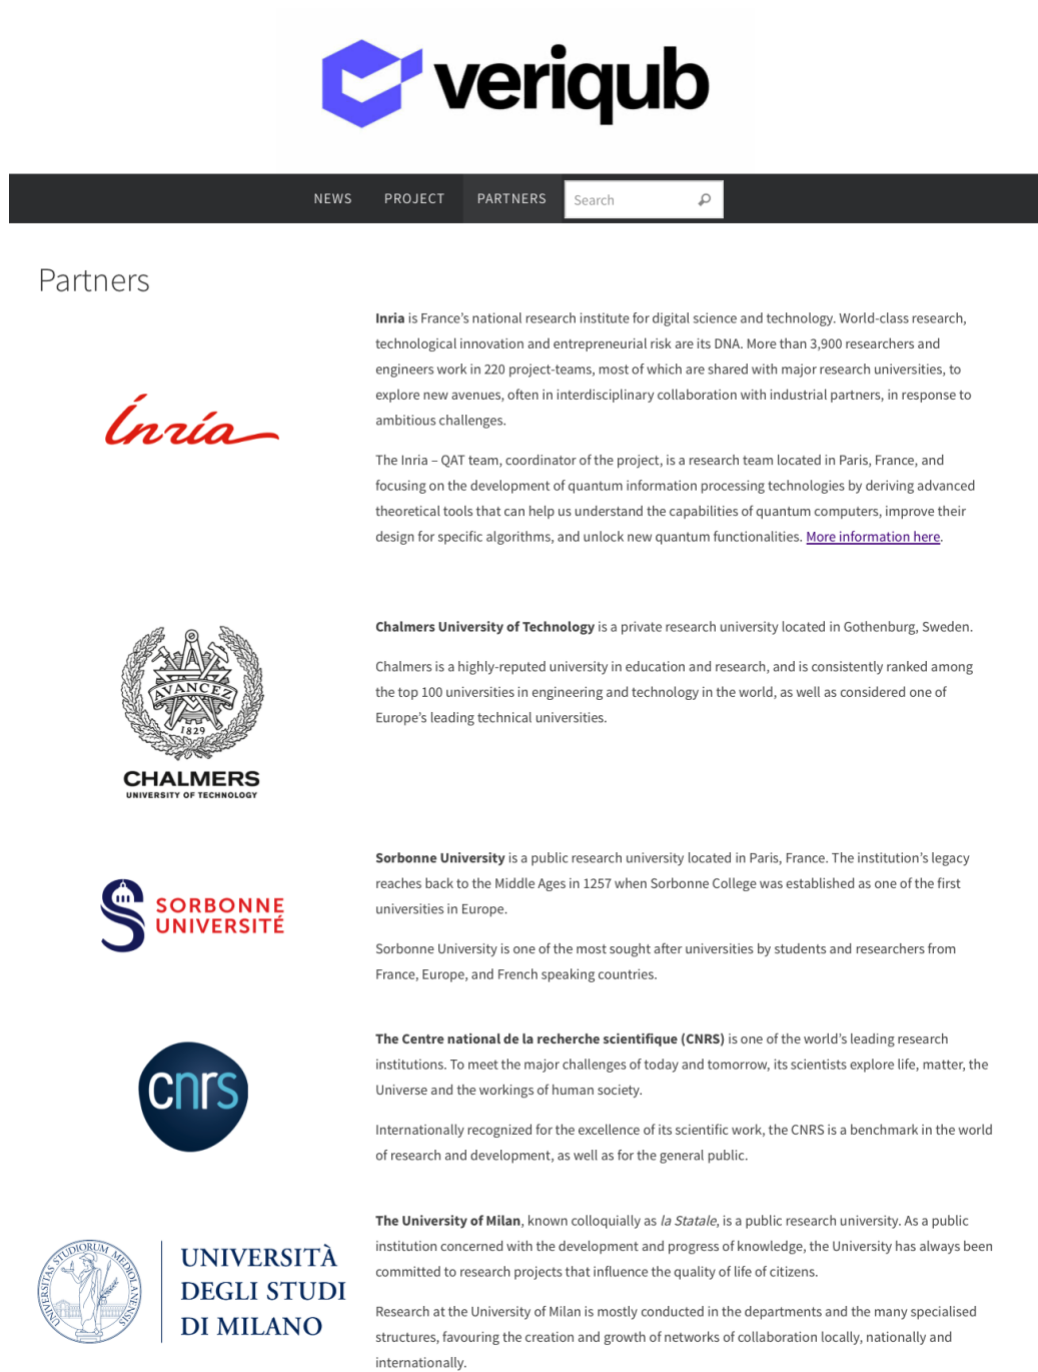 veriqub
NEWS PROJECT PARTNERS Search
Partners
Inria is France's national research institute for digital science and technology. World-class research,
technological innovation and entrepreneurial risk are its DNA. More than 3,900 researchers and
engineers work in 220 project-teams, most of which are shared with major research universities, to
explore new avenues, often in interdisciplinary collaboration with industrial partners, in response to
ambitious challenges.
Inria
The Inria – QAT team, coordinator of the project, is a research team located in Paris, France, and
focusing on the development of quantum information processing technologies by deriving advanced
theoretical tools that can help us understand the capabilities of quantum computers, improve their
design for specific algorithms, and unlock new quantum functionalities. More information here.
AVANCEZ
1829
CHALMERS
UNIVERSITY OF TECHNOLOGY
Chalmers University of Technology is a private research university located in Gothenburg, Sweden.
Chalmers is a highly-reputed university in education and research, and is consistently ranked among
the top 100 universities in engineering and technology in the world, as well as considered one of
Europe's leading technical universities.
SORBONNE
UNIVERSITÉ
Sorbonne University is a public research university located in Paris, France. The institution's legacy
reaches back to the Middle Ages in 1257 when Sorbonne College was established as one of the first
universities in Europe.
Sorbonne University is one of the most sought after universities by students and researchers from
France, Europe, and French speaking countries.
cnrs
The Centre national de la recherche scientifique (CNRS) is one of the world's leading research
institutions. To meet the major challenges of today and tomorrow, its scientists explore life, matter, the
Universe and the workings of human society.
Internationally recognized for the excellence of its scientific work, the CNRS is a benchmark in the world
of research and development, as well as for the general public.
UNIVERSITAS STUDIORUM MEDIOLANENSIS
UNIVERSITÀ
DEGLI STUDI
DI MILANO
The University of Milan, known colloquially as la Statale, is a public research university. As a public
institution concerned with the development and progress of knowledge, the University has always been
committed to research projects that influence the quality of life of citizens.
Research at the University of Milan is mostly conducted in the departments and the many specialised
structures, favouring the creation and growth of networks of collaboration locally, nationally and
internationally.